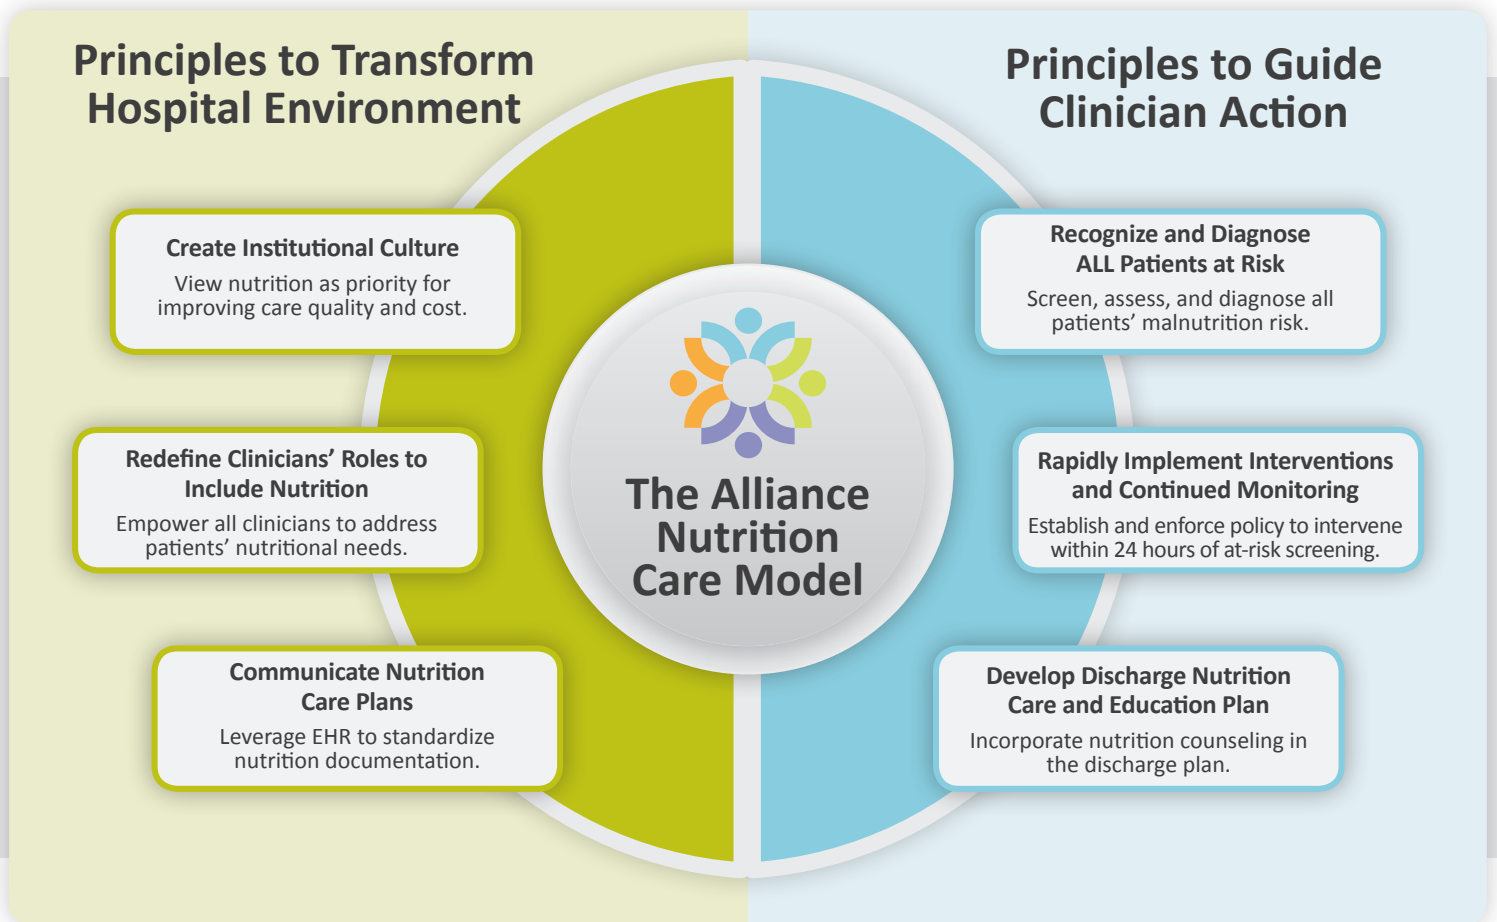 Principles to Transform
Hospital Environment
Create Institutional Culture
View nutrition as priority for
improving care quality and cost.
Redefine Clinicians’ Roles to
Include Nutrition
Empower all clinicians to address
patients’ nutritional needs.
Communicate Nutrition
Care Plans
Leverage EHR to standardize
nutrition documentation.
The Alliance
Nutrition
Care Model
Principles to Guide
Clinician Action
Recognize and Diagnose
ALL Patients at Risk
Screen, assess, and diagnose all
patients’ malnutrition risk.
Rapidly Implement Interventions
and Continued Monitoring
Establish and enforce policy to intervene
within 24 hours of at-risk screening.
Develop Discharge Nutrition
Care and Education Plan
Incorporate nutrition counseling in
the discharge plan.